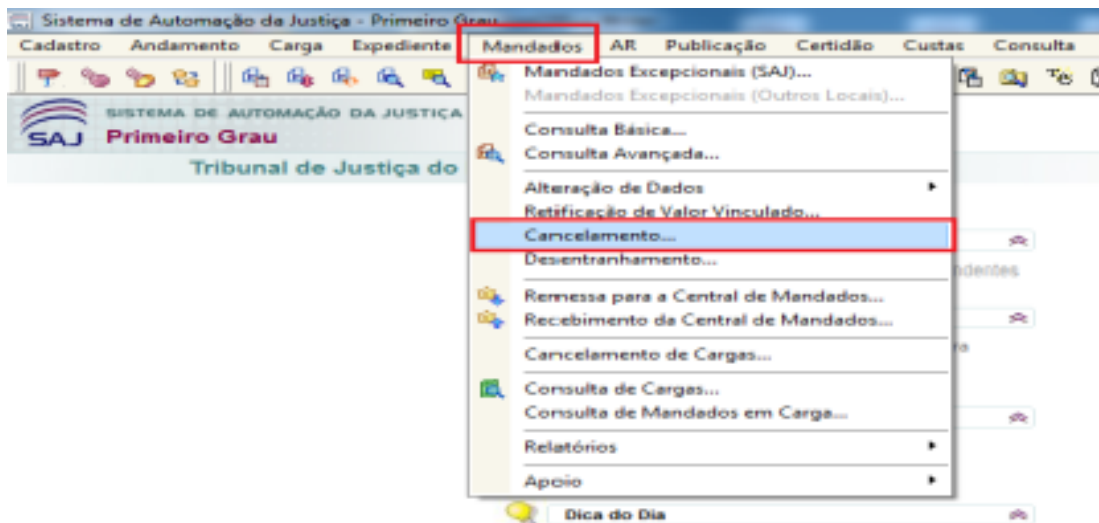 Sistema de Automação da Justiça - Primeiro Grau
Cadastro Andamento Carga Expediente Mandados AR Publicação Certidão Custas Consulta
SISTEMA DE AUTOMAÇÃO DA JUSTIÇA
SAJ Primeiro Grau
Tribunal de Justiça do
Mandados Excepcionais (SAJ)...
Mandados Excepcionais (Outros Locais)...
Consulta Básica...
Consulta Avançada...
Alteração de Dados
Retificação de Valor Vinculado...
Cancelamento...
Desentranhamento...
ndentes
Remessa para a Central de Mandados...
Recebimento da Central de Mandados...
Cancelamento de Cargas...
Consulta de Cargas...
Consulta de Mandados em Carga...
Relatórios
Apoio
Dica do Dia